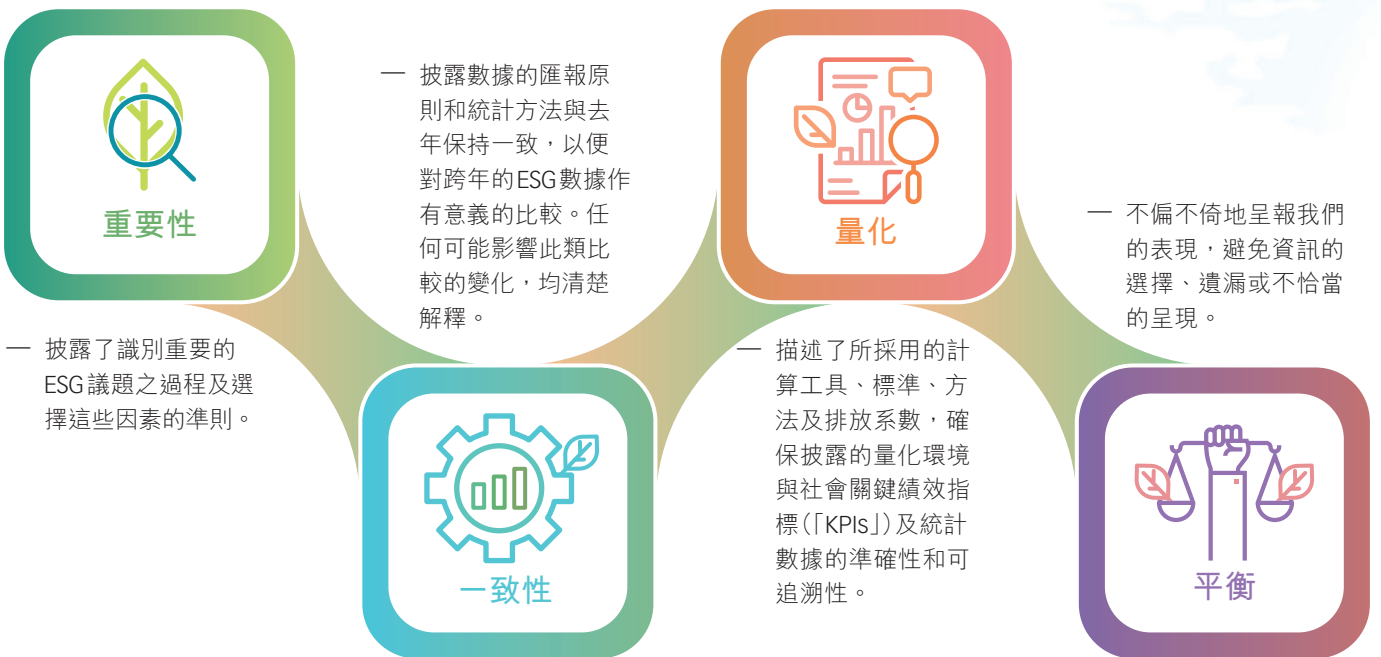 重要性
— 披露了識別重要的
ESG議題之過程及選
擇這些因素的準則。
— 披露數據的匯報原
則和統計方法與去
年保持一致，以便
對跨年的ESG數據作
有意義的比較。任
何可能影響此類比
較的變化，均清楚
解釋。
一致性
量化
— 描述了所採用的計
算工具、標準、方
法及排放系數，確
保披露的量化環境
與社會關鍵績效指
標（「KPIs」）及統計
數據的準確性和可
追溯性。
— 不偏不倚地呈報我們
的表現，避免資訊的
選擇、遺漏或不恰當
的呈現。
平衡